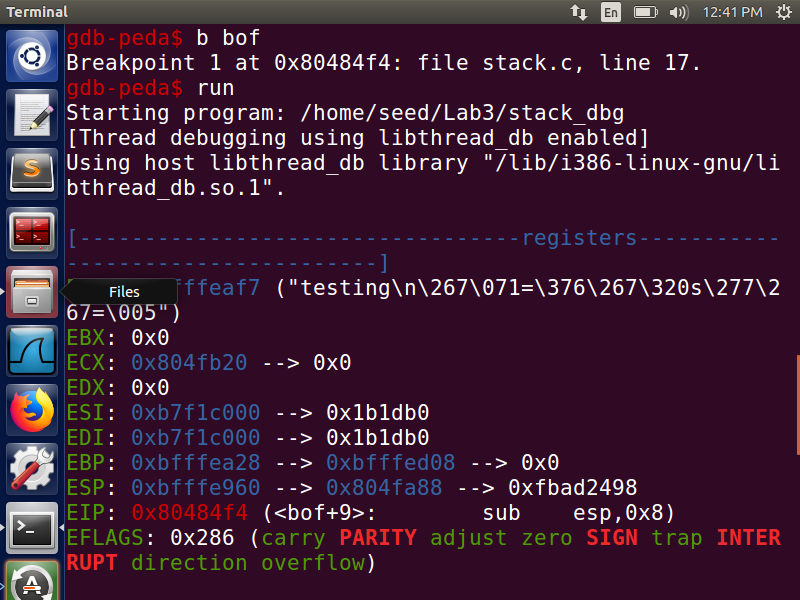 Terminal
En
12:41 PM
gdb-peda$ b bof
Breakpoint 1 at 0x80484f4: file stack.c, line 17.
gdb-peda$ run
Starting program: /home/seed/Lab3/stack_dbg
[Thread debugging using libthread_db enabled]
Using host libthread_db library "/lib/i386-linux-gnu/li
bthread_db.so.1".
[----------------------------------registers-----------
------------------------]
Files
ffeaf7 ("testing\n\267\071=\376\267\320s\277\2
67=\005")
EBX: 0x0
ECX: 0x804fb20 --> 0x0
EDX: 0x0
ESI: 0xb7f1c000 --> 0x1b1db0
EDI: 0xb7f1c000 --> 0x1b1db0
EBP: 0xbfffea28 --> 0xbfffed08 --> 0x0
ESP: 0xbfffe960 --> 0x804fa88 --> 0xfbad2498
EIP: 0x80484f4 (<bof+9>:        sub    esp,0x8)
EFLAGS: 0x286 (carry PARITY adjust zero SIGN trap INTER
RUPT direction overflow)